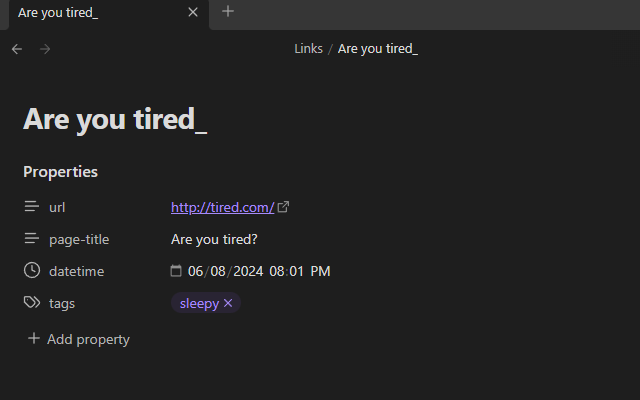 Are you tired_
Links / Are you tired_
Are you tired_
Properties
url http://tired.com/
page-title Are you tired?
datetime 06/08/2024 08:01 PM
tags sleepy
Add property